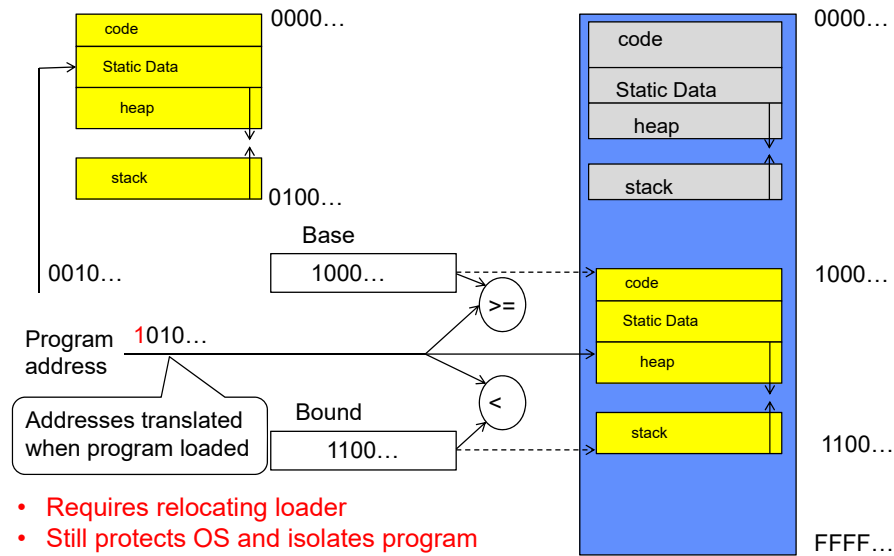 code
0000…
Static Data
heap
stack
0100…
0010…
Base
1000…
>=
Program
address
1010…
Addresses translated
when program loaded
<
Bound
1100…
code
0000…
Static Data
heap
stack
code
1000…
Static Data
heap
stack
1100…
FFFF…
• Requires relocating loader
• Still protects OS and isolates program